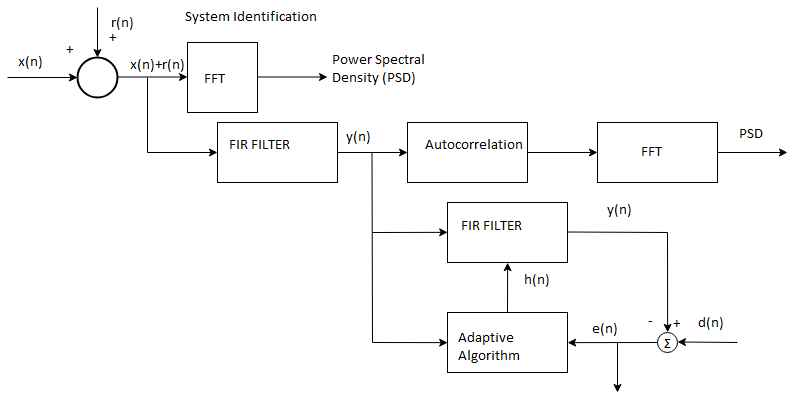 System Identification
r(n)
+
+
x(n)
x(n)+r(n)
FFT
Power Spectral
Density (PSD)
FIR FILTER
y(n)
Autocorrelation
FFT
PSD
FIR FILTER
y(n)
h(n)
Adaptive
Algorithm
e(n)
-
+
d(n)
Σ